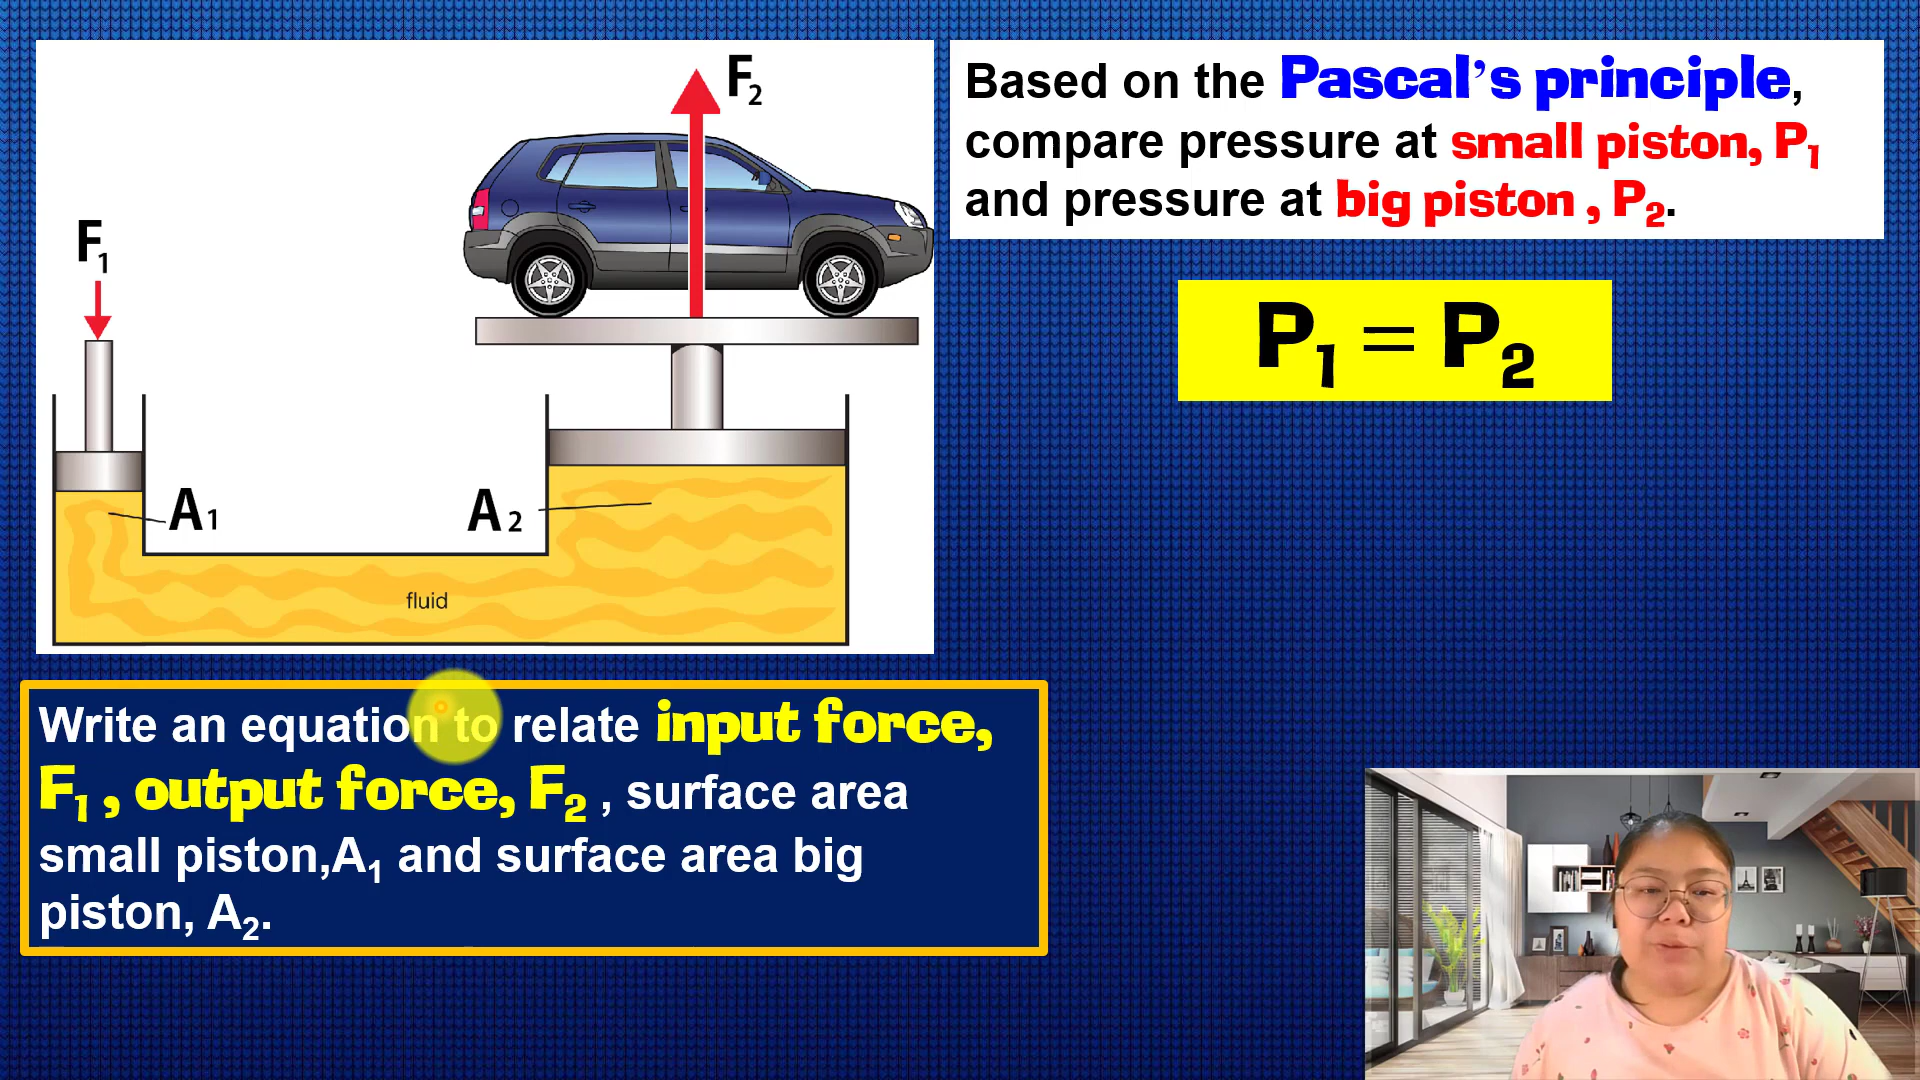 F₂
F₁
A₁
A₂
fluid
Based on the Pascal's principle,
compare pressure at small piston, P₁
and pressure at big piston , P₂.
P₁ = P₂
Write an equation to relate input force,
F₁ , output force, F₂ , surface area
small piston,A₁ and surface area big
piston, A₂.